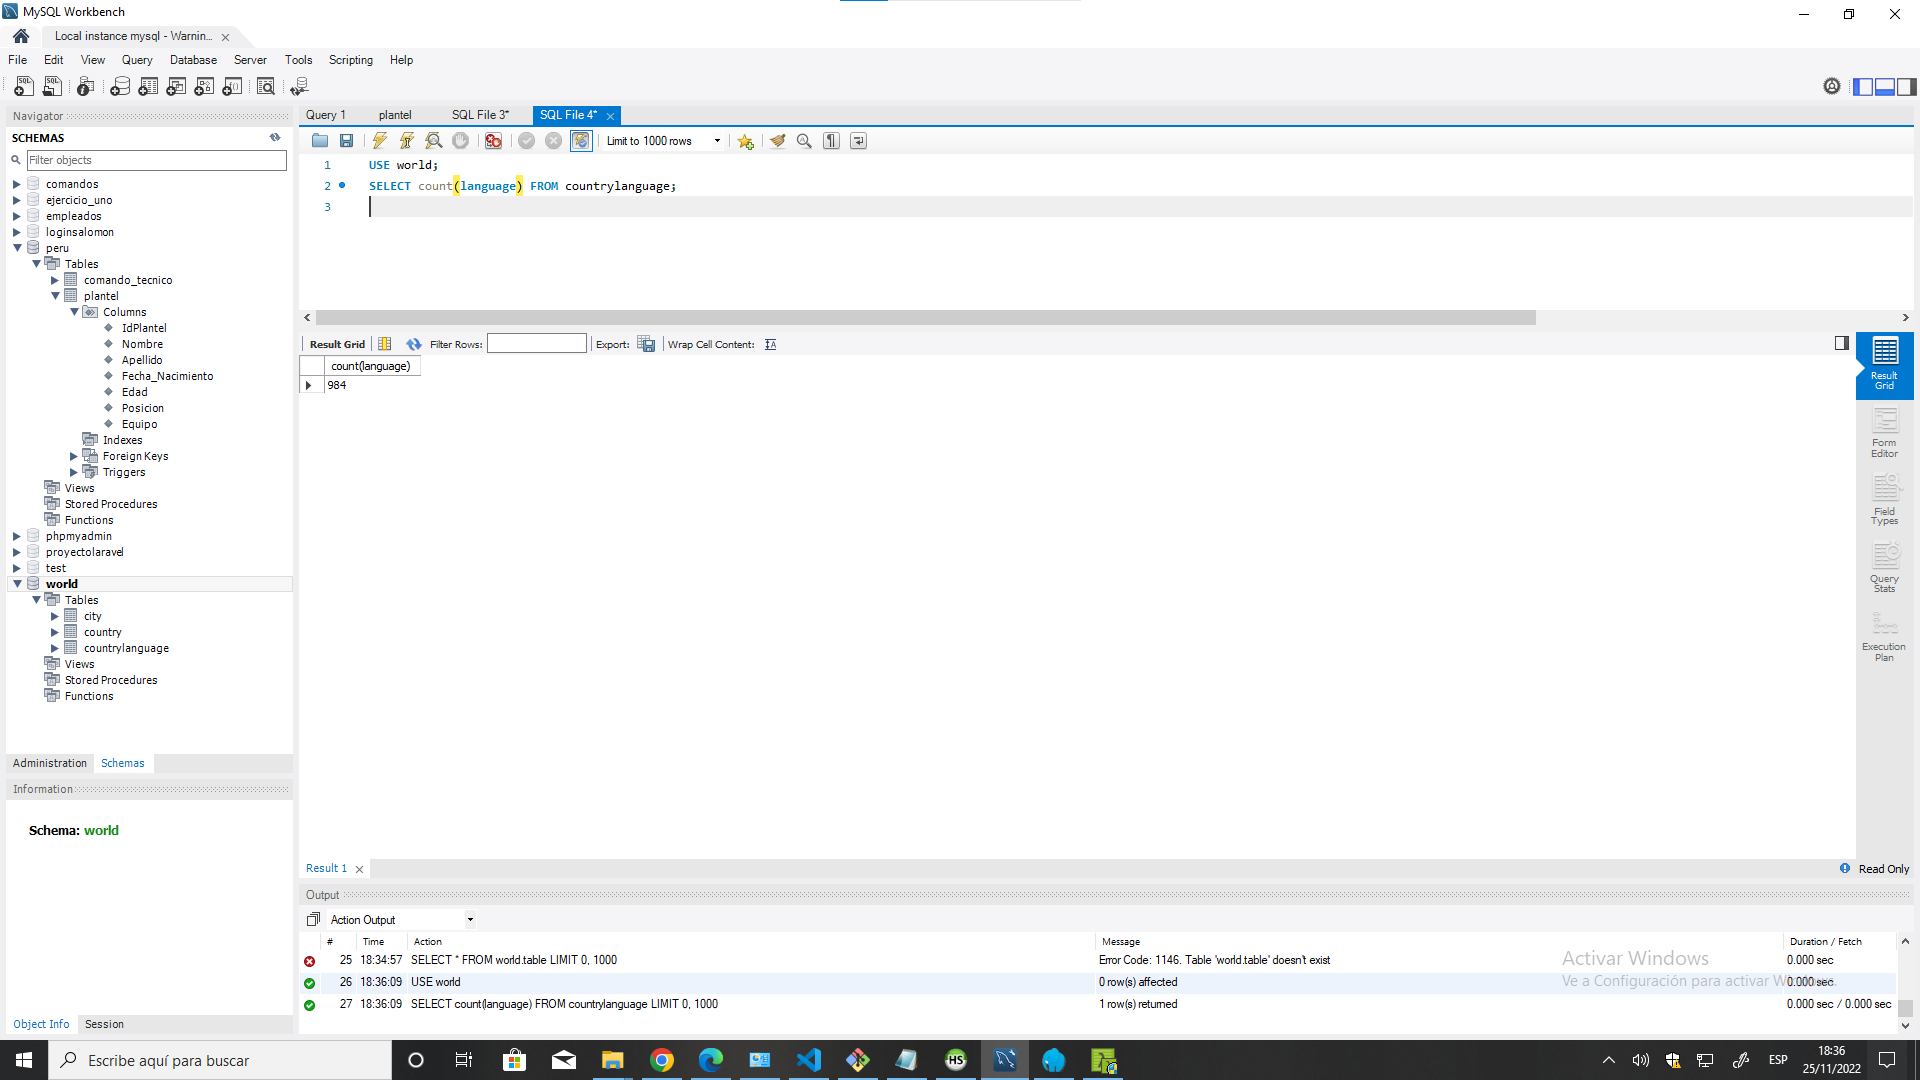 MySQL Workbench
Local instance mysql - Warnin...
File Edit View Query Database Server Tools Scripting Help
Navigator
SCHEMAS
Filter objects
comandos
ejercicio_uno
empleados
loginsalomon
peru
Tables
comando_tecnico
plantel
Columns
IdPlantel
Nombre
Apellido
Fecha_Nacimiento
Edad
Posicion
Equipo
Indexes
Foreign Keys
Triggers
Views
Stored Procedures
Functions
phpmyadmin
proyectolaravel
test
world
Tables
city
country
countrylanguage
Views
Stored Procedures
Functions
Administration Schemas
Information
Schema: world
Object Info Session
Query 1 plantel SQL File 3* SQL File 4*
Limit to 1000 rows
1 USE world;
2 SELECT count(language) FROM countrylanguage;
3
Result Grid Filter Rows: Export: Wrap Cell Content:
count(language)
984
Result Grid
Form Editor
Field Types
Query Stats
Execution Plan
Result 1
Read Only
Output
Action Output
# Time Action Message Duration / Fetch
25 18:34:57 SELECT * FROM world.table LIMIT 0, 1000 Error Code: 1146. Table 'world.table' doesn't exist 0.000 sec
26 18:36:09 USE world 0 row(s) affected 0.000 sec
27 18:36:09 SELECT count(language) FROM countrylanguage LIMIT 0, 1000 1 row(s) returned 0.000 sec / 0.000 sec
Activar Windows
Ve a Configuración para activar Windows.
Escribe aquí para buscar
HS
ESP
18:36
25/11/2022